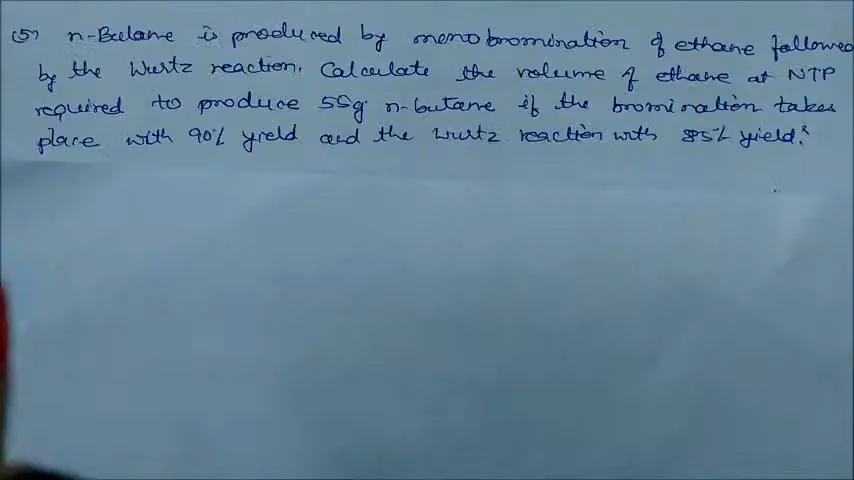 (5) n-Butane is produced by monobromination of ethane followed
by the Wurtz reaction. Calculate the volume of ethane at NTP
required to produce 55g n-butane if the bromination takes
place with 90% yield and the Wurtz reaction with 85% yield?